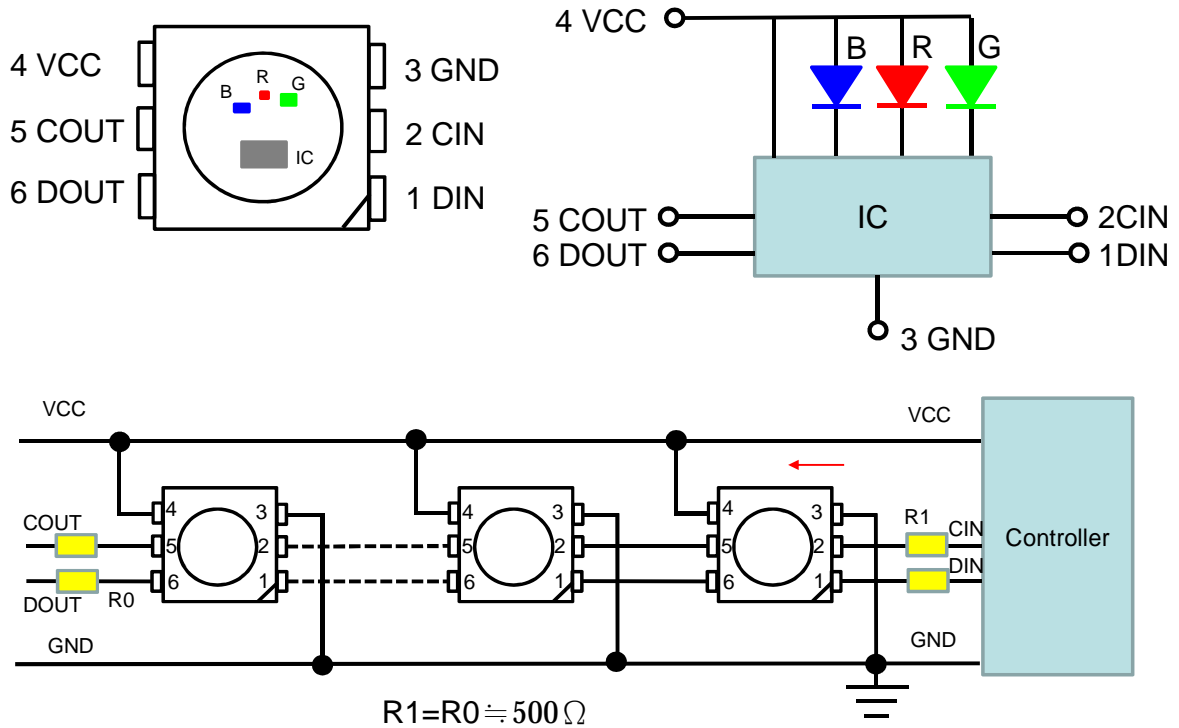 4 VCC
5 COUT
6 DOUT
B
R
G
IC
3 GND
2 CIN
1 DIN
4 VCC
B
R
G
IC
5 COUT
6 DOUT
2CIN
1DIN
3 GND
VCC
VCC
4
3
5
2
6
1
4
3
5
2
6
1
4
3
5
2
6
1
COUT
DOUT
R0
R1
CIN
DIN
Controller
GND
GND
R1=R0≒500Ω